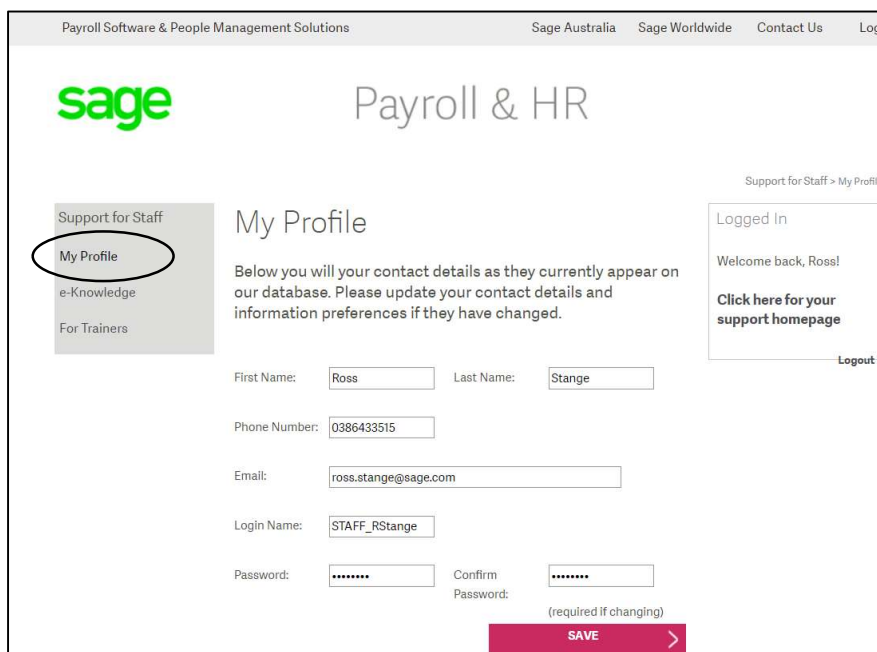 Payroll Software & People Management Solutions Sage Australia Sage Worldwide Contact Us Log
sage Payroll & HR
Support for Staff > My Profil
Support for Staff
My Profile
e-Knowledge
For Trainers
My Profile
Below you will your contact details as they currently appear on
our database. Please update your contact details and
information preferences if they have changed.
First Name: Ross Last Name: Stange
Phone Number: 0386433515
Email: ross.stange@sage.com
Login Name: STAFF_RStange
Password: •••••••• Confirm
Password: ••••••••
(required if changing)
SAVE
Logged In
Welcome back, Ross!
Click here for your
support homepage
Logout